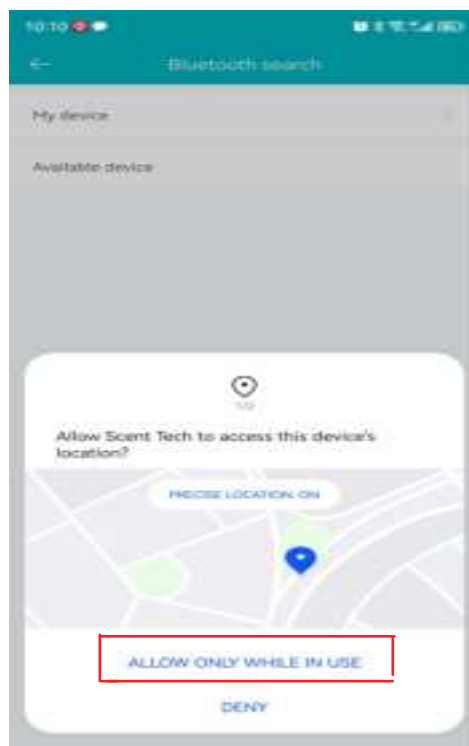 10:10
Bluetooth search
My device
Available device
Allow Scent Tech to access this device's
location?
PRECISE LOCATION: ON
ALLOW ONLY WHILE IN USE
DENY